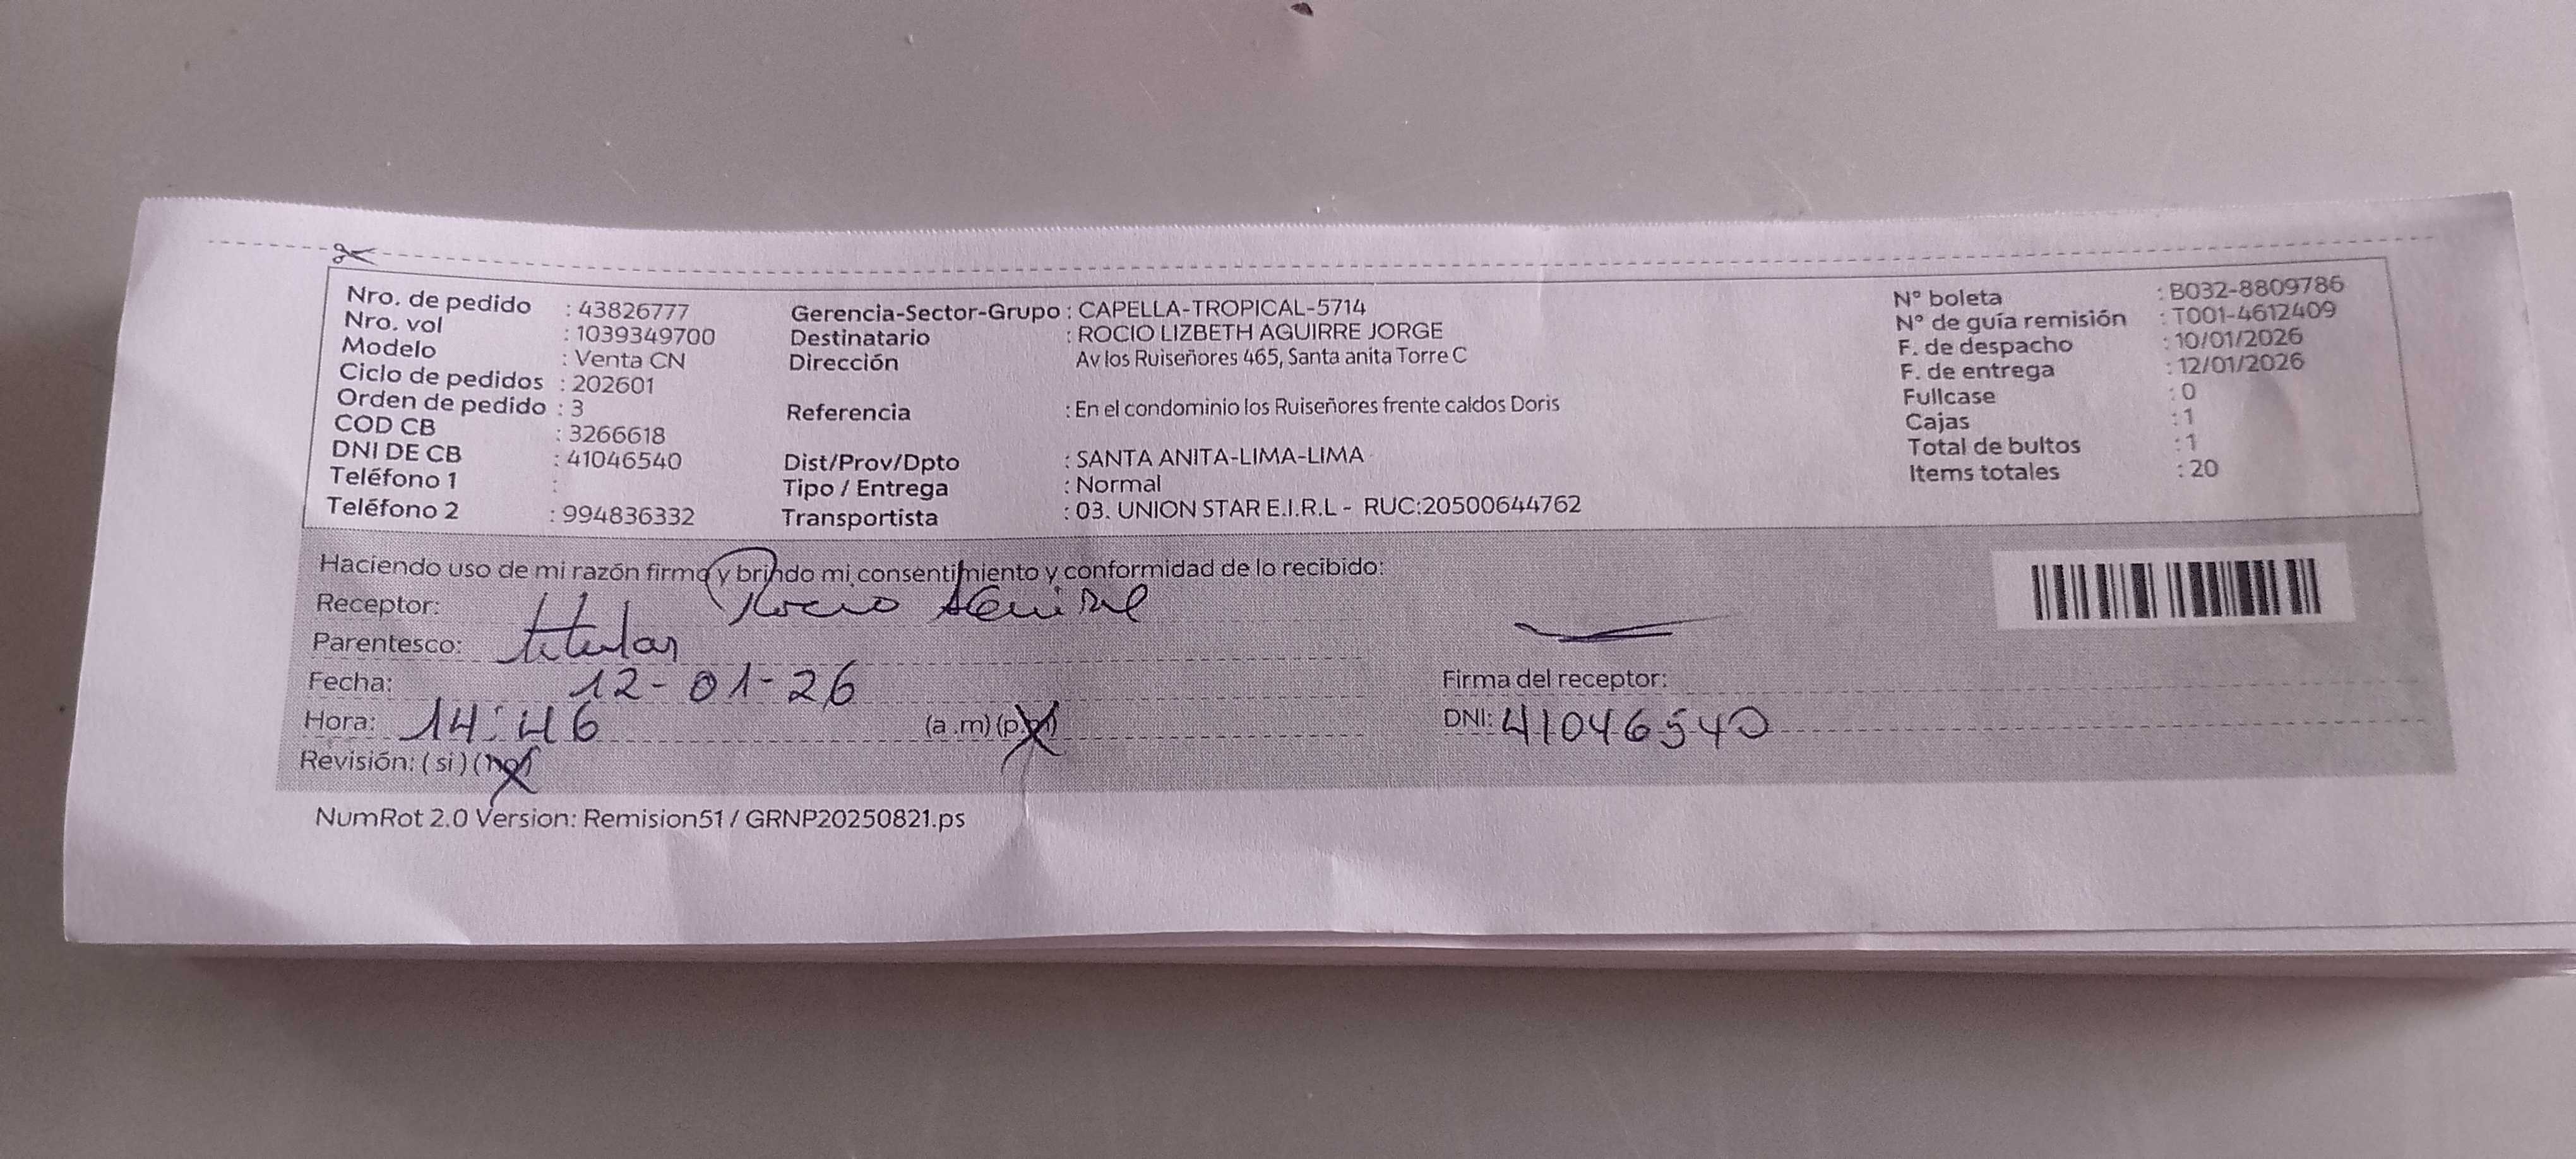 Nro. de pedido : 43826777
Nro. vol : 1039349700
Modelo : Venta CN
Ciclo de pedidos : 202601
Orden de pedido : 3
COD CB : 3266618
DNI DE CB : 41046540
Teléfono 1 :
Teléfono 2 : 994836332
Gerencia-Sector-Grupo : CAPELLA-TROPICAL-5714
Destinatario : ROCIO LIZBETH AGUIRRE JORGE
Dirección Av los Ruiseñores 465, Santa anita Torre C
Referencia : En el condominio los Ruiseñores frente caldos Doris
Dist/Prov/Dpto : SANTA ANITA-LIMA-LIMA
Tipo / Entrega : Normal
Transportista : 03. UNION STAR E.I.R.L - RUC:20500644762
N° boleta : B032-8809786
N° de guía remisión : T001-4612409
F. de despacho : 10/01/2026
F. de entrega : 12/01/2026
Fullcase : 0
Cajas : 1
Total de bultos : 1
Items totales : 20
Haciendo uso de mi razón firmo y brindo mi consentimiento y conformidad de lo recibido:
Receptor: Rocio Aguirre
Parentesco: titular
Fecha: 12-01-26
Hora: 14:46 (a.m) (p.m)
Revisión: (si) (no)
Firma del receptor:
DNI: 41046540
NumRot 2.0 Version: Remision51 / GRNP20250821.ps